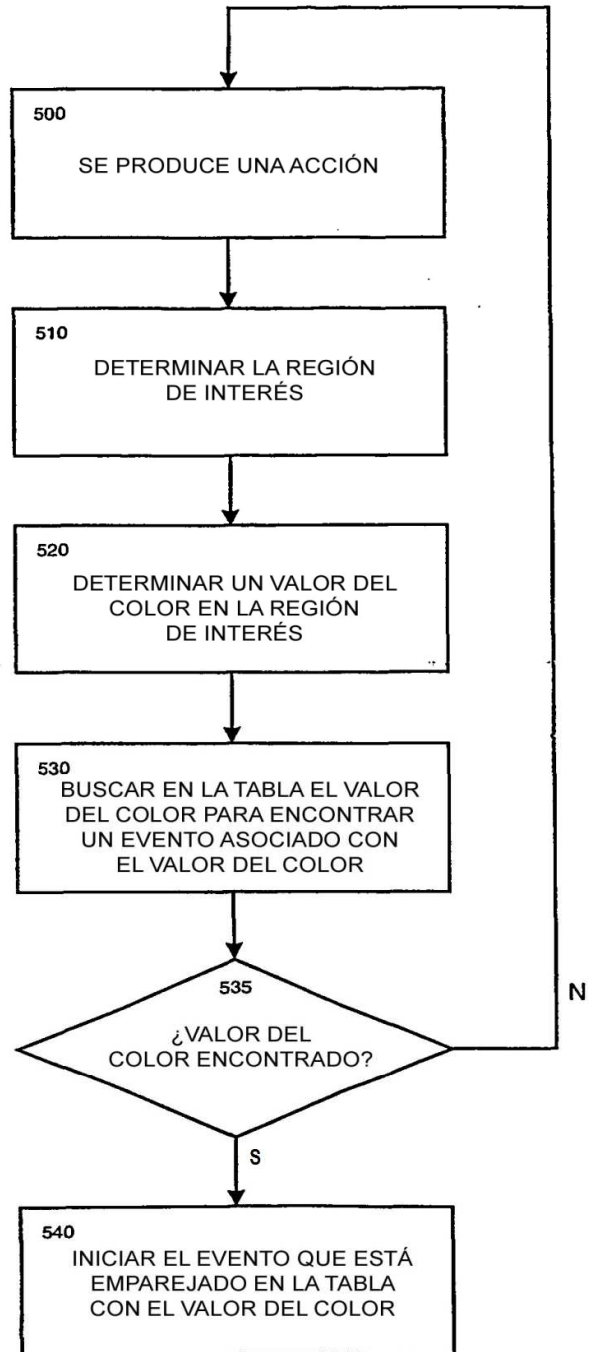 500
SE PRODUCE UNA ACCIÓN
510
DETERMINAR LA REGIÓN
DE INTERÉS
520
DETERMINAR UN VALOR DEL
COLOR EN LA REGIÓN
DE INTERÉS
530
BUSCAR EN LA TABLA EL VALOR
DEL COLOR PARA ENCONTRAR
UN EVENTO ASOCIADO CON
EL VALOR DEL COLOR
535
¿VALOR DEL
COLOR ENCONTRADO?
N
S
540
INICIAR EL EVENTO QUE ESTÁ
EMPAREJADO EN LA TABLA
CON EL VALOR DEL COLOR